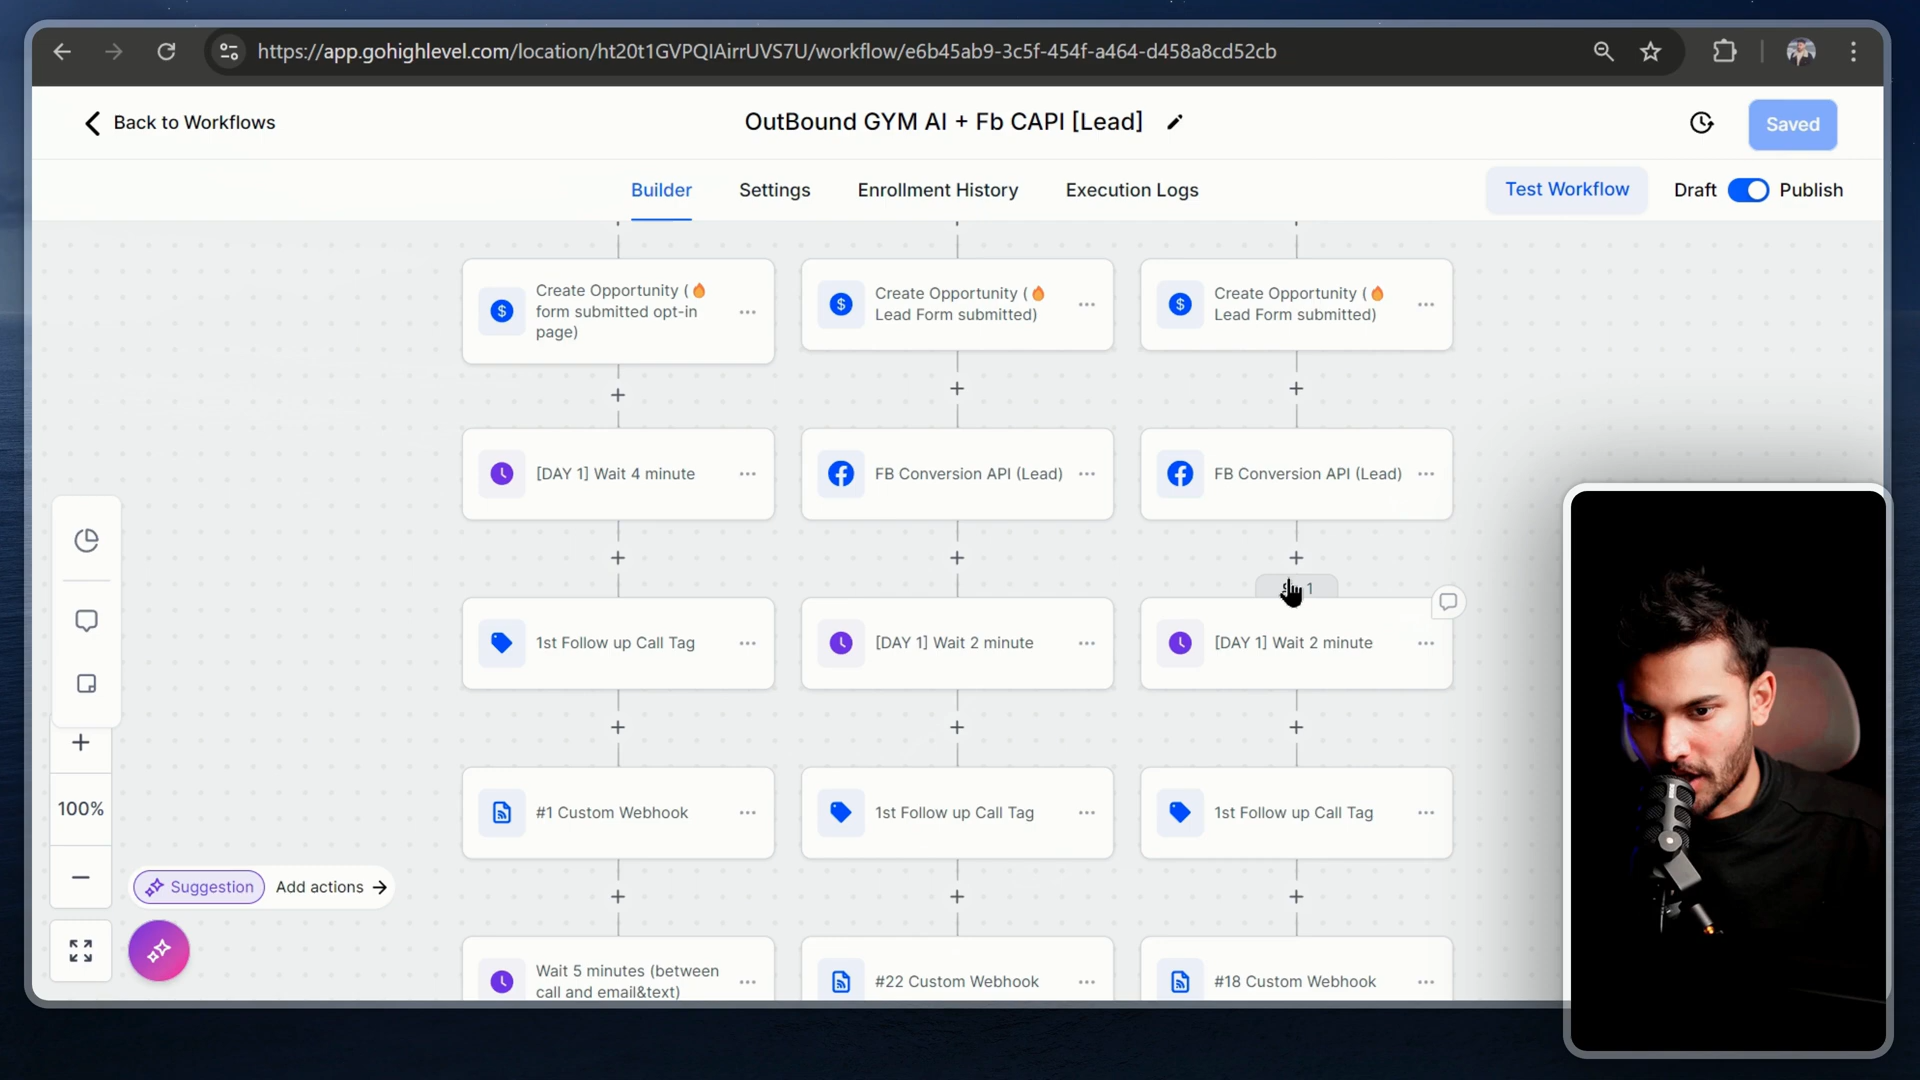 https://app.gohighlevel.com/location/ht20t1GVPQIAirrUVS7U/workflow/e6b45ab9-3c5f-454f-a464-d458a8cd52cb
Back to Workflows
OutBound GYM AI + Fb CAPI [Lead]
Saved
Builder
Settings
Enrollment History
Execution Logs
Test Workflow
Draft
Publish
Create Opportunity (🔥
form submitted opt-in
page)
Create Opportunity (🔥
Lead Form submitted)
Create Opportunity (🔥
Lead Form submitted)
[DAY 1] Wait 4 minute
FB Conversion API (Lead)
FB Conversion API (Lead)
1
1st Follow up Call Tag
[DAY 1] Wait 2 minute
[DAY 1] Wait 2 minute
#1 Custom Webhook
1st Follow up Call Tag
1st Follow up Call Tag
100%
Suggestion
Add actions →
Wait 5 minutes (between
call and email&text)
#22 Custom Webhook
#18 Custom Webhook